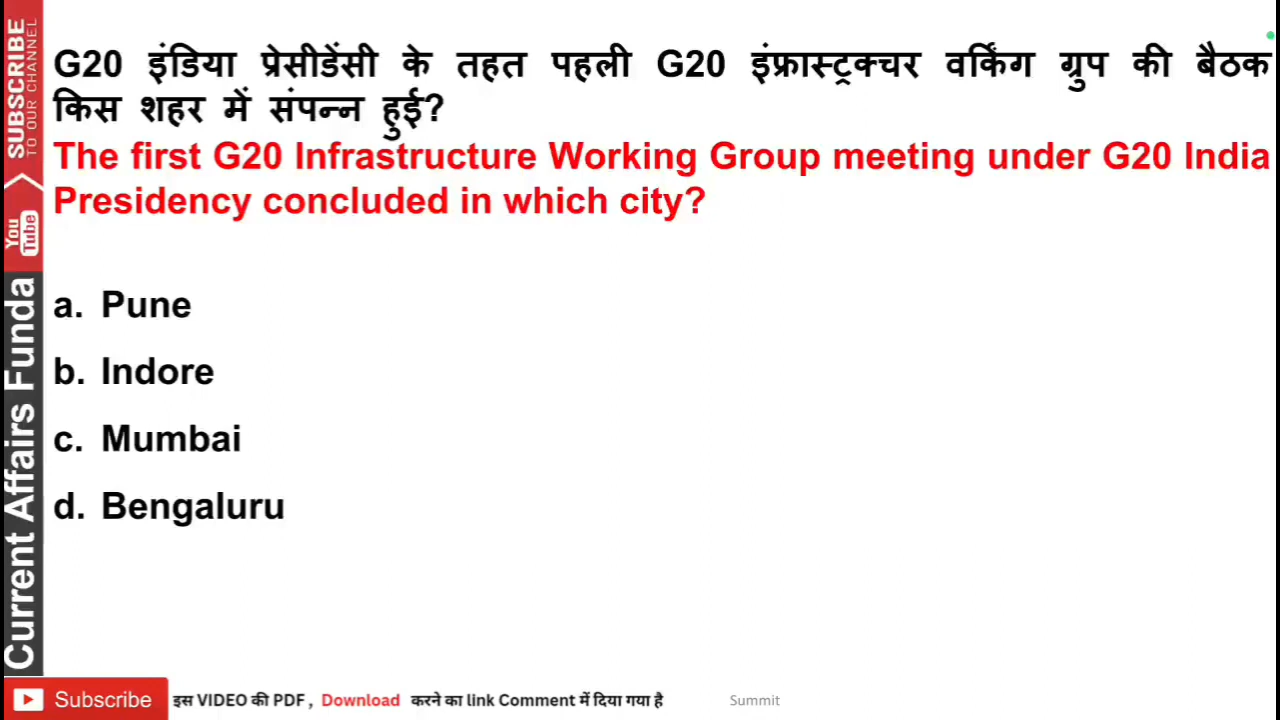 G20 इंडिया प्रेसीडेंसी के तहत पहली G20 इंफ्रास्ट्रक्चर वर्किंग ग्रुप की बैठक
किस शहर में संपन्न हुई?
The first G20 Infrastructure Working Group meeting under G20 India
Presidency concluded in which city?
a. Pune
b. Indore
c. Mumbai
d. Bengaluru
SUBSCRIBE
TO OUR CHANNEL
You
Tube
Current Affairs Funda
Subscribe इस VIDEO की PDF , Download करने का link Comment में दिया गया है Summit